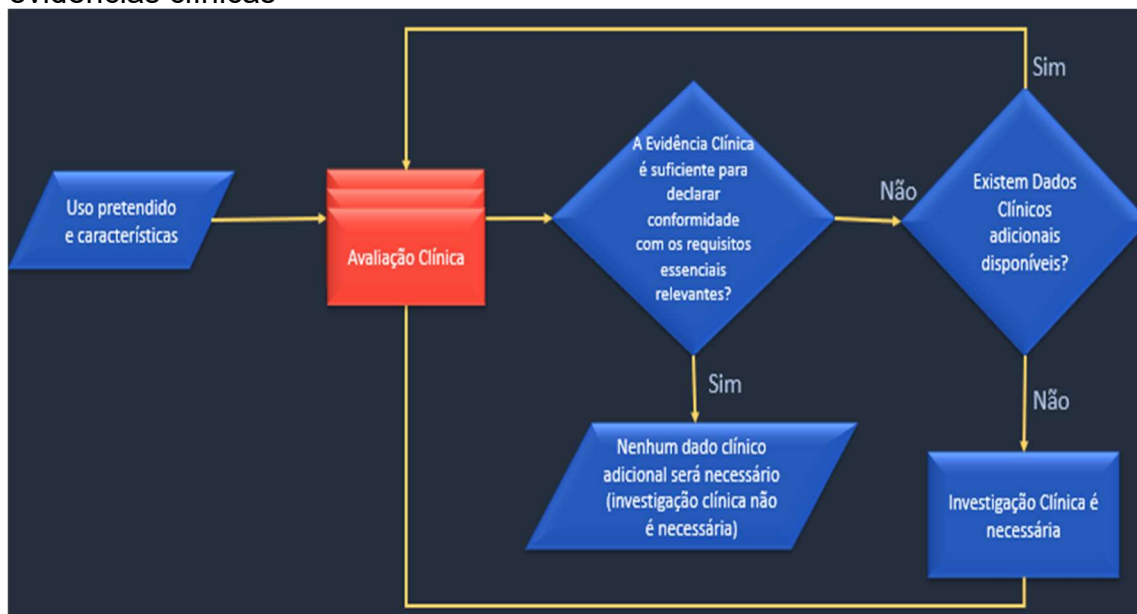 evidências clínicas
Uso pretendido
e características
Avaliação Clínica
A Evidência Clínica
é suficiente para
declarar
conformidade
com os requisitos
essenciais
relevantes?
Não
Existem Dados
Clínicos
adicionais
disponíveis?
Sim
Sim
Nenhum dado clínico
adicional será necessário
(investigação clínica não
é necessária)
Não
Investigação Clínica é
necessária